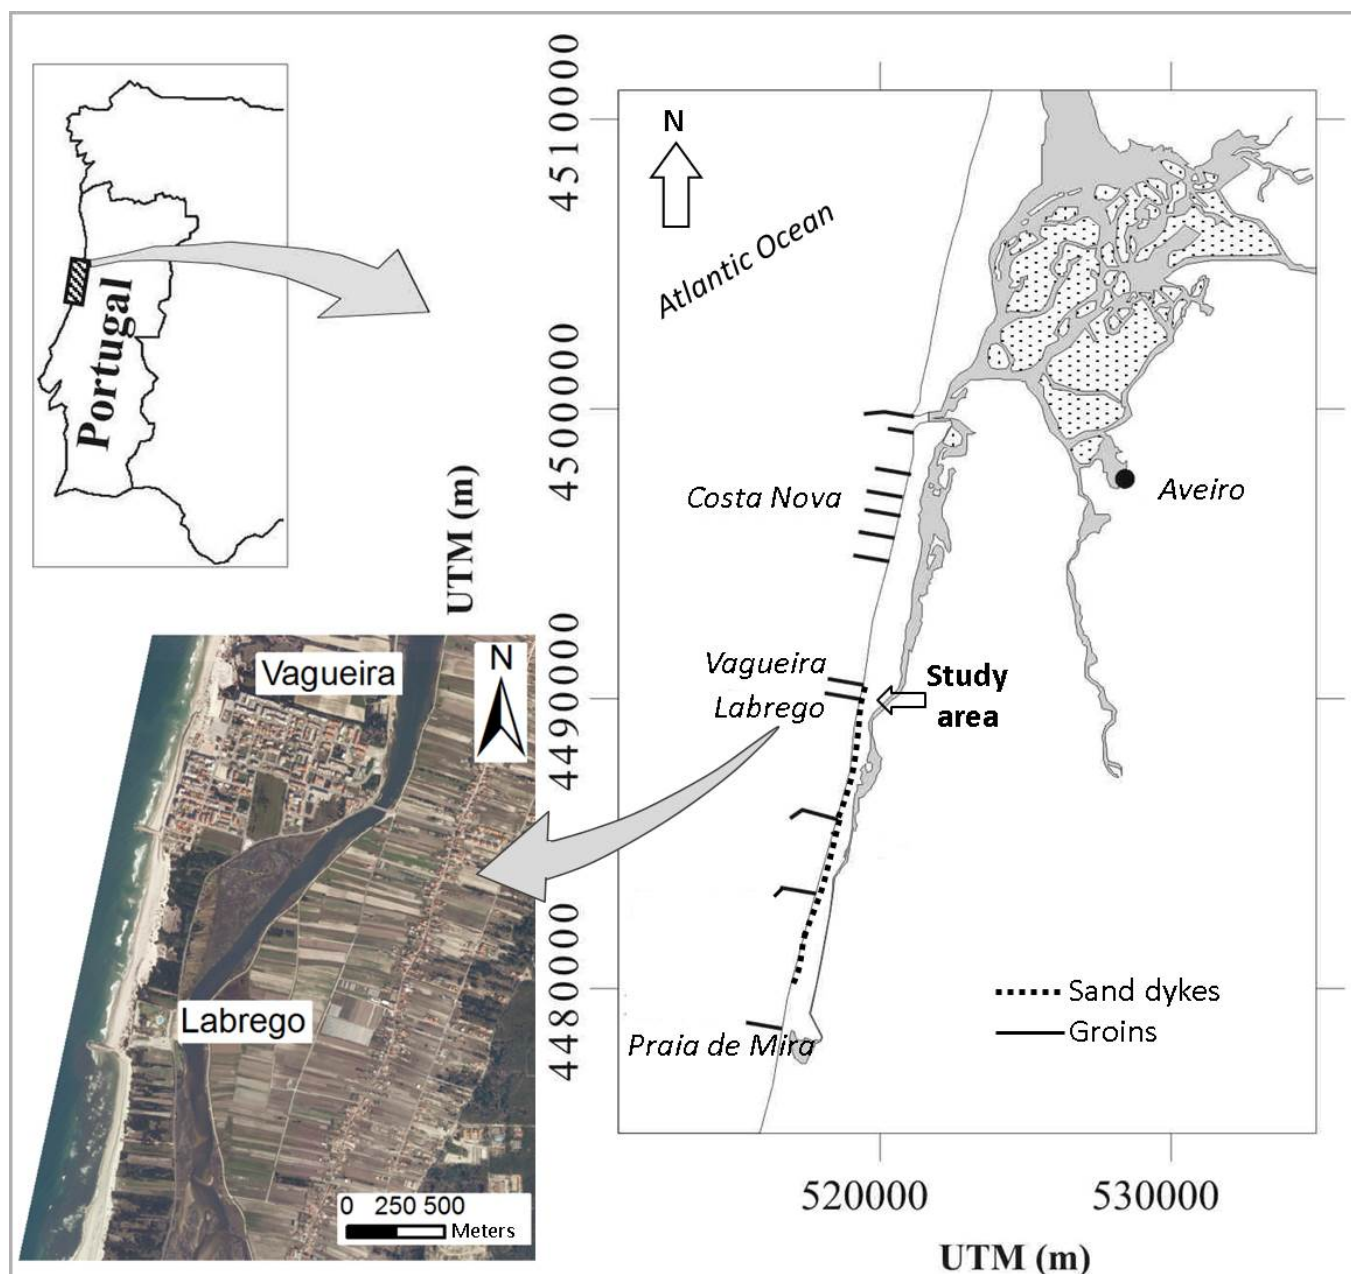 Portugal
UTM (m)
4510000
4500000
4490000
4480000
N
Atlantic Ocean
Costa Nova
Aveiro
Vagueira
Labrego
Study
area
Sand dykes
Groins
Praia de Mira
520000
530000
UTM (m)
Vagueira
N
Labrego
0 250 500
Meters